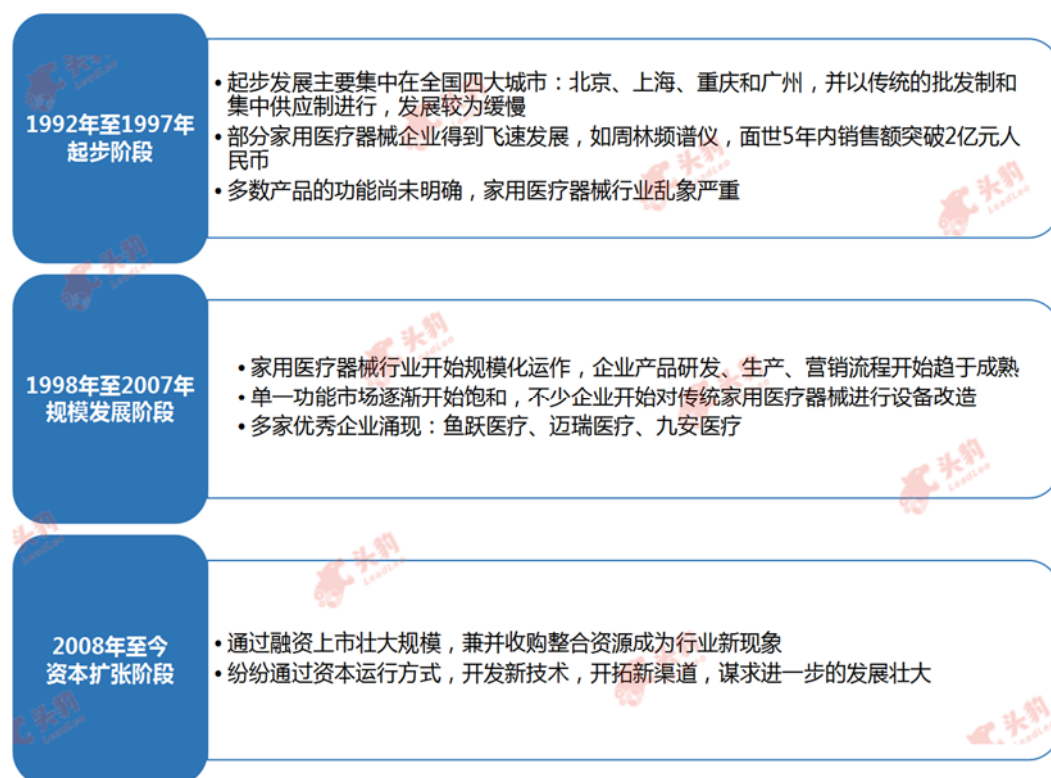 1992年至1997年
起步阶段
• 起步发展主要集中在全国四大城市：北京、上海、重庆和广州，并以传统的批发制和
集中供应制进行，发展较为缓慢
• 部分家用医疗器械企业得到飞速发展，如周林频谱仪，面世5年内销售额突破2亿元人
民币
• 多数产品的功能尚未明确，家用医疗器械行业乱象严重
1998年至2007年
规模发展阶段
• 家用医疗器械行业开始规模化运作，企业产品研发、生产、营销流程开始趋于成熟
• 单一功能市场逐渐开始饱和，不少企业开始对传统家用医疗器械进行设备改造
• 多家优秀企业涌现：鱼跃医疗、迈瑞医疗、九安医疗
2008年至今
资本扩张阶段
• 通过融资上市壮大规模，兼并收购整合资源成为行业新现象
• 纷纷通过资本运行方式，开发新技术，开拓新渠道，谋求进一步的发展壮大
头豹
LeadLeo